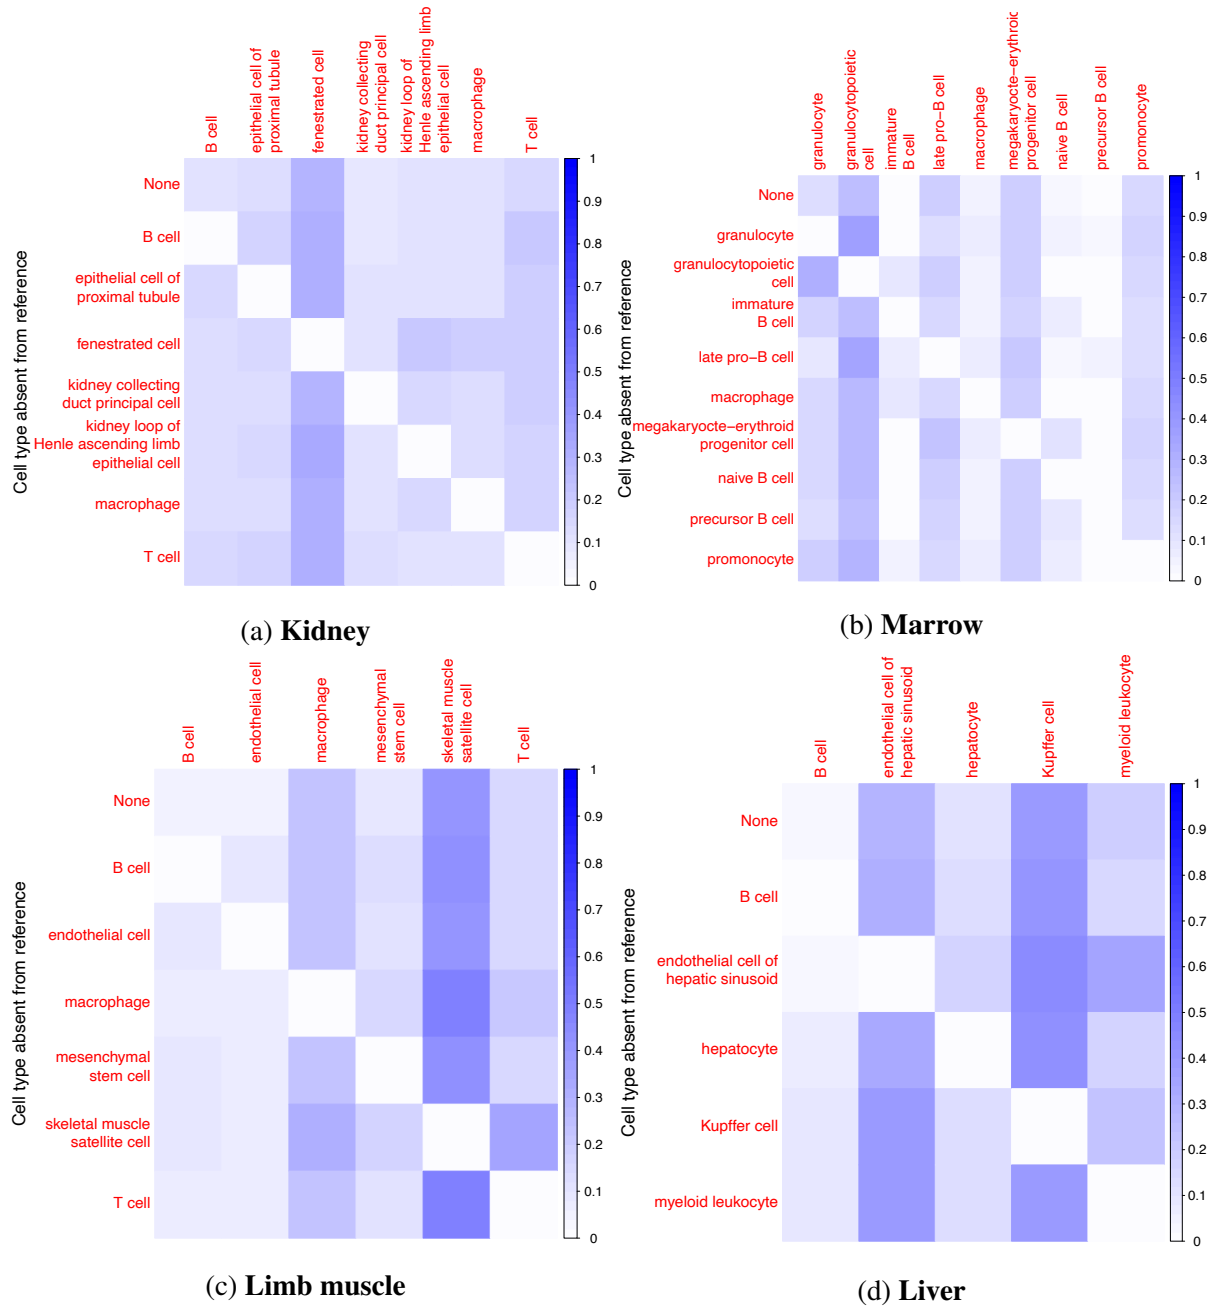 B cell
epithelial cell of
proximal tubule
fenestrated cell
kidney collecting
duct principal cell
kidney loop of
Henle ascending limb
epithelial cell
macrophage
T cell
Cell type absent from reference
None
B cell
epithelial cell of
proximal tubule
fenestrated cell
kidney collecting
duct principal cell
kidney loop of
Henle ascending limb
epithelial cell
macrophage
T cell
1
0.9
0.8
0.7
0.6
0.5
0.4
0.3
0.2
0.1
0
(a) Kidney
granulocyte
granulocytopoietic
cell
immature
B cell
late pro-B cell
macrophage
megakaryocte-erythroic
progenitor cell
naive B cell
precursor B cell
promonocyte
Cell type absent from reference
None
granulocyte
granulocytopoietic
cell
immature
B cell
late pro-B cell
macrophage
megakaryocte-erythroid
progenitor cell
naive B cell
precursor B cell
promonocyte
1
0.9
0.8
0.7
0.6
0.5
0.4
0.3
0.2
0.1
0
(b) Marrow
B cell
endothelial cell
macrophage
mesenchymal
stem cell
skeletal muscle
satellite cell
T cell
Cell type absent from reference
None
B cell
endothelial cell
macrophage
mesenchymal
stem cell
skeletal muscle
satellite cell
T cell
1
0.9
0.8
0.7
0.6
0.5
0.4
0.3
0.2
0.1
0
(c) Limb muscle
B cell
endothelial cell of
hepatic sinusoid
hepatocyte
Kupffer cell
myeloid leukocyte
Cell type absent from reference
None
B cell
endothelial cell of
hepatic sinusoid
hepatocyte
Kupffer cell
myeloid leukocyte
1
0.9
0.8
0.7
0.6
0.5
0.4
0.3
0.2
0.1
0
(d) Liver